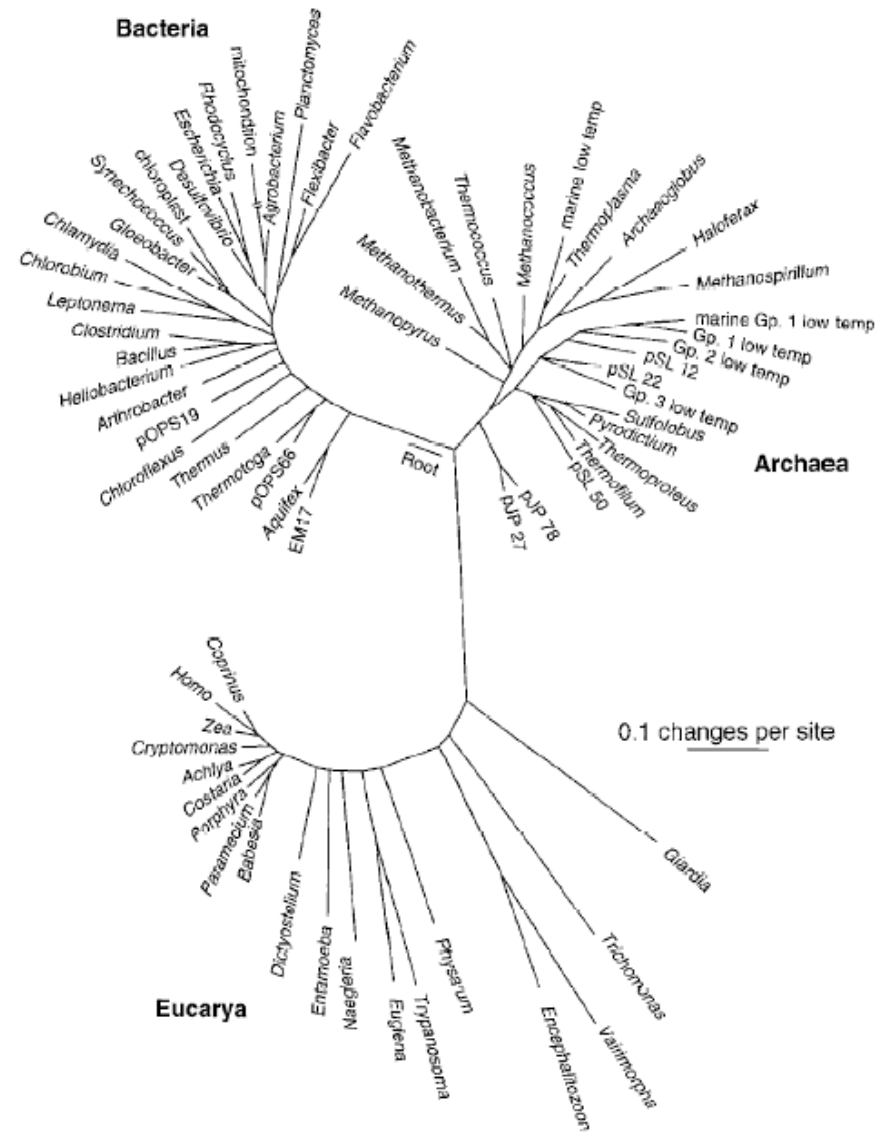 Bacteria
Planctomyces
Flavobacterium
mitochondrion
Rhodocyclus
Escherichia
Desulfovibrio
Agrobacterium
Flexibacter
chloroplast
Synechococcus
Gloeobacter
Chlamydia
Chlorobium
Leptonema
Clostridium
Bacillus
Heliobacterium
Arthrobacter
pOPS19
Chloroflexus
Thermus
Thermotoga
pOPS66
Aquifex
EM17
Root
Methanobacterium
Thermococcus
Methanothermus
Methanopyrus
Methanococcus
marine low temp
Thermoplasma
Archaeoglobus
Haloferax
Methanospirillum
marine Gp. 1 low temp
Gp. 1 low temp
Gp. 2 low temp
pSL 12
pSL 22
Gp. 3 low temp
Sulfolobus
Pyrodictium
Thermoproteus
Thermofilum
pSL 50
pJP 78
pJP 27
Archaea
Coprinus
Homo
Zea
Cryptomonas
Achlya
Costaria
Porphyra
Paramecium
Babesia
Dictyostelium
Entamoeba
Naegleria
Euglena
Trypanosoma
Physarum
Encephalitozoon
Vairimorpha
Trichomonas
Giardia
0.1 changes per site
Eucarya